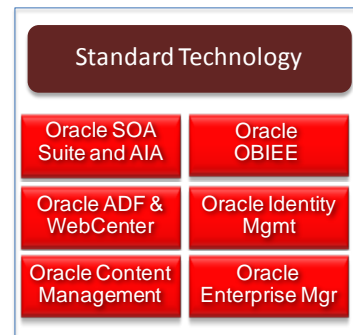 Standard Technology
Oracle SOA
Suite and AIA
Oracle
OBIEE
Oracle ADF &
WebCenter
Oracle Identity
Mgmt
Oracle Content
Management
Oracle
Enterprise Mgr